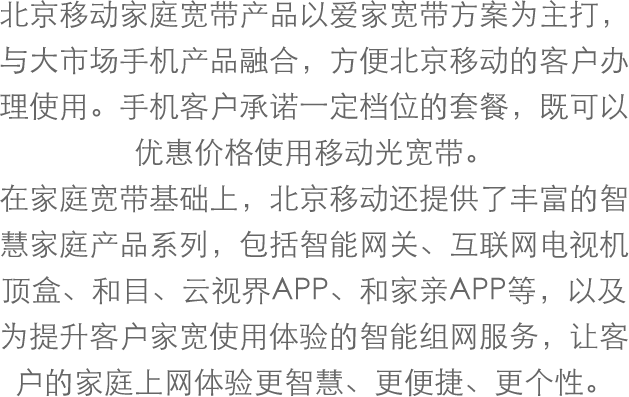 北京移动家庭宽带产品以爱家宽带方案为主打，
与大市场手机产品融合，方便北京移动的客户办
理使用。手机客户承诺一定档位的套餐，既可以
优惠价格使用移动光宽带。
在家庭宽带基础上，北京移动还提供了丰富的智
慧家庭产品系列，包括智能网关、互联网电视机
顶盒、和目、云视界APP、和家亲APP等，以及
为提升客户家宽使用体验的智能组网服务，让客
户的家庭上网体验更智慧、更便捷、更个性。